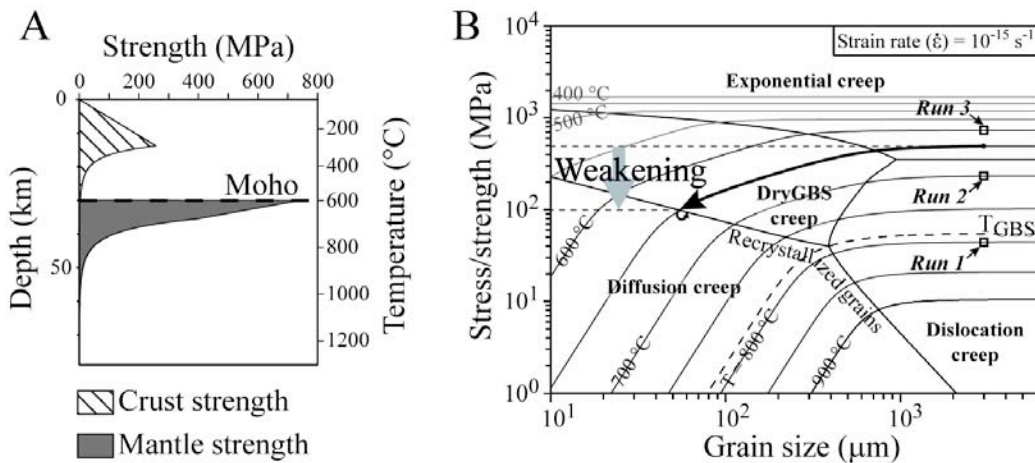 A
Strength (MPa)
0 200 400 600 800
0
50
Depth (km)
Moho
200
400
600
800
1000
1200
Temperature (°C)
Crust strength
Mantle strength
B
Strain rate (ε̇) = 10⁻¹⁵ s⁻¹
Exponential creep
400 °C
500 °C
Run 3
Weakening
DryGBS
creep
Run 2
T_GBS
600 °C
Recrystallized grains
Run 1
Diffusion creep
700 °C
T = 800 °C
900 °C
Dislocation
creep
10⁴
10³
10²
10¹
10⁰
Stress/strength (MPa)
10¹ 10² 10³
Grain size (μm)